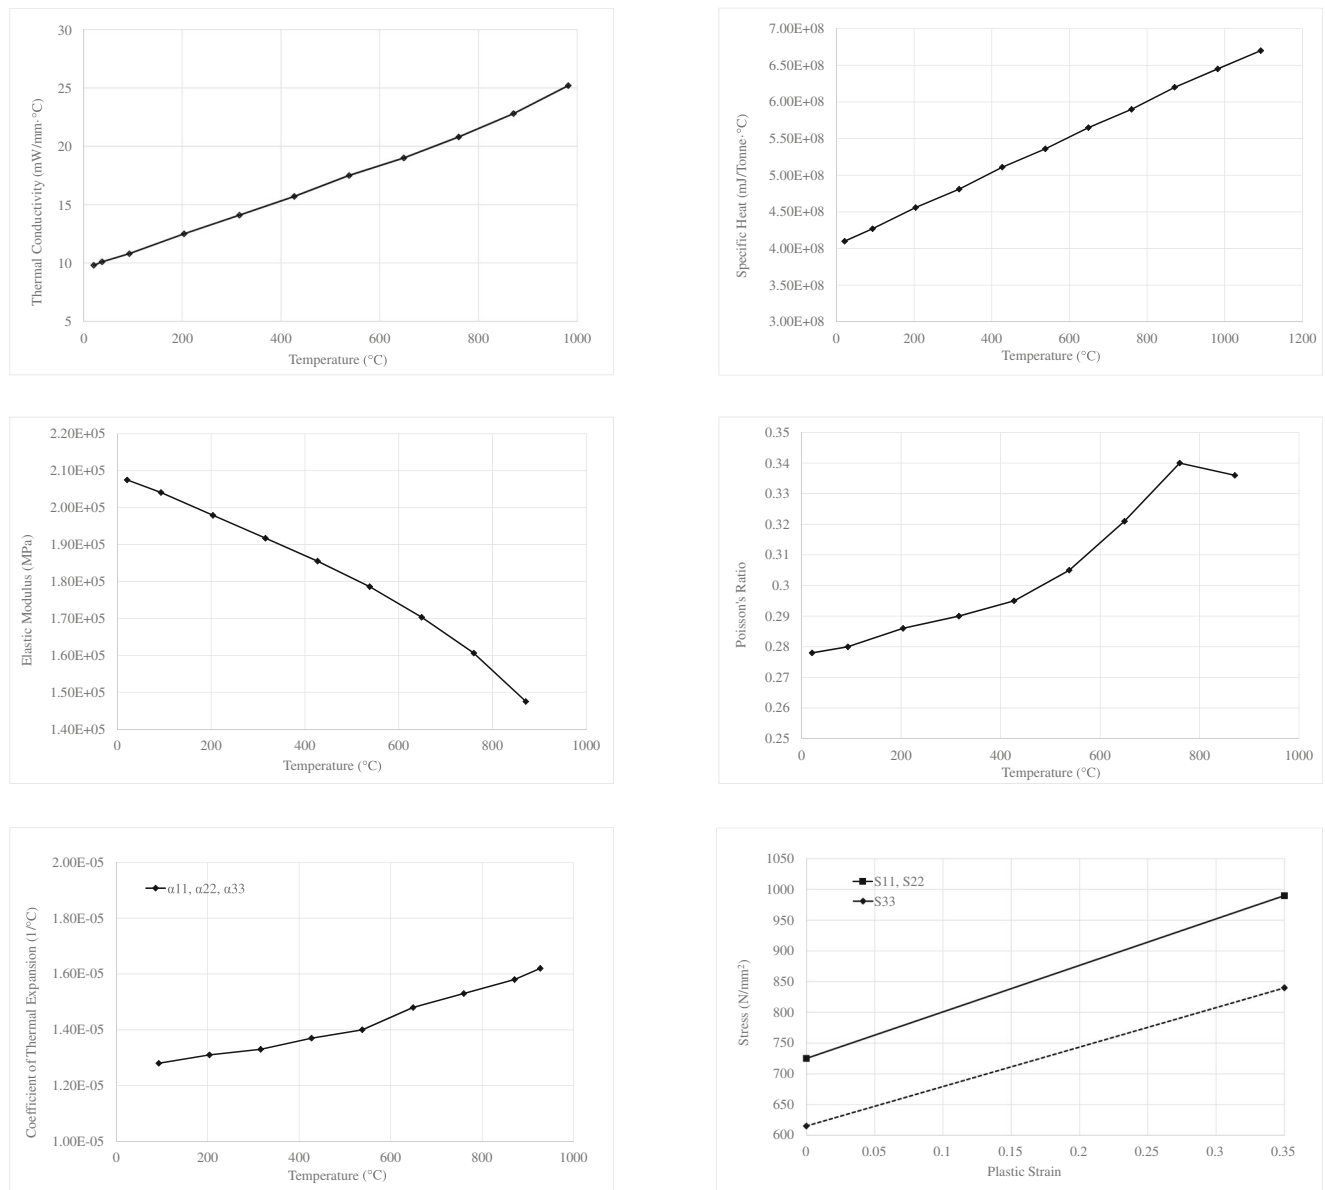 30
25
20
15
10
5
0 200 400 600 800 1000
Temperature (°C)
Thermal Conductivity (mW/mm·°C)
7.00E+08
6.50E+08
6.00E+08
5.50E+08
5.00E+08
4.50E+08
4.00E+08
3.50E+08
3.00E+08
0 200 400 600 800 1000 1200
Temperature (°C)
Specific Heat (mJ/Tonne·°C)
2.20E+05
2.10E+05
2.00E+05
1.90E+05
1.80E+05
1.70E+05
1.60E+05
1.50E+05
1.40E+05
0 200 400 600 800 1000
Temperature (°C)
Elastic Modulus (MPa)
0.35
0.34
0.33
0.32
0.31
0.3
0.29
0.28
0.27
0.26
0.25
0 200 400 600 800 1000
Temperature (°C)
Poisson's Ratio
2.00E-05
1.80E-05
1.60E-05
1.40E-05
1.20E-05
1.00E-05
α11, α22, α33
0 200 400 600 800 1000
Temperature (°C)
Coefficient of Thermal Expansion (1/°C)
1050
1000
950
900
850
800
750
700
650
600
S11, S22
S33
0 0.05 0.1 0.15 0.2 0.25 0.3 0.35
Plastic Strain
Stress (N/mm²)